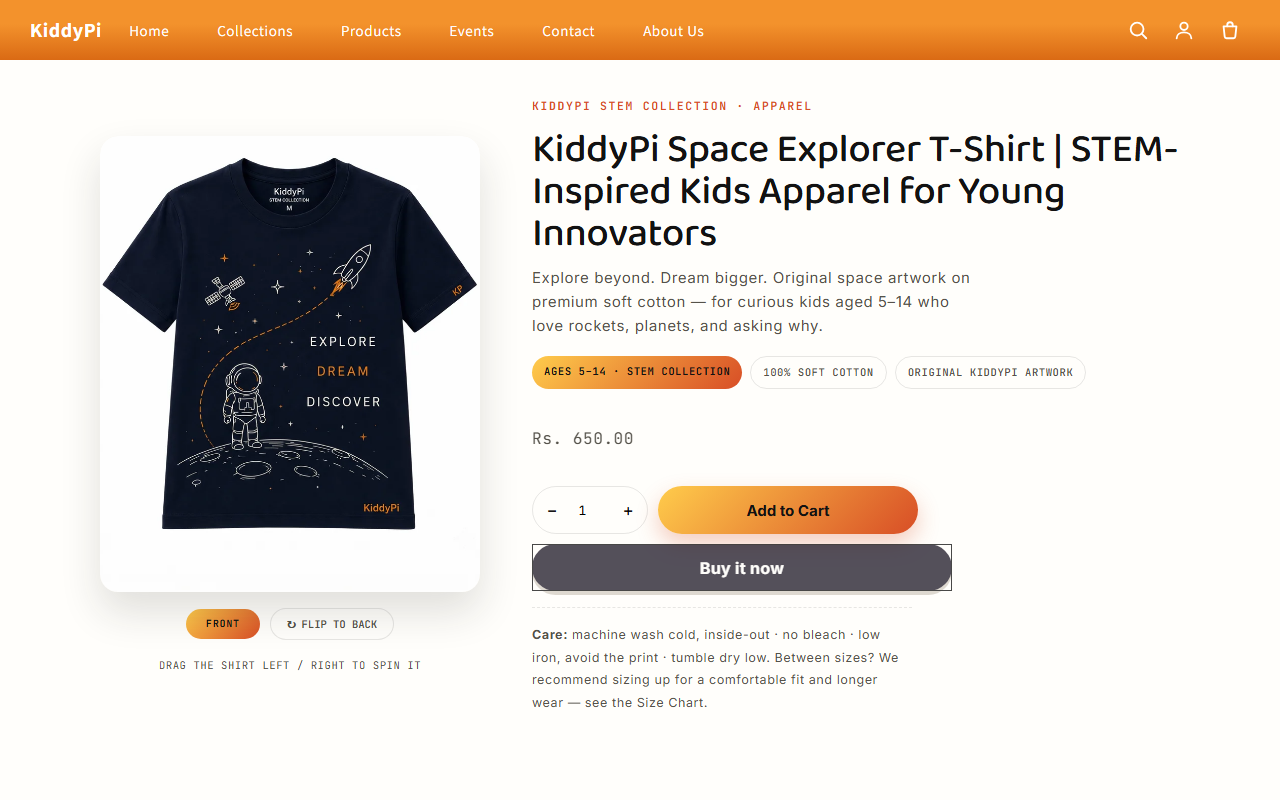 KiddyPi Home Collections Products Events Contact About Us
KIDDYPI STEM COLLECTION · APPAREL
KiddyPi Space Explorer T-Shirt | STEM-
Inspired Kids Apparel for Young
Innovators
Explore beyond. Dream bigger. Original space artwork on
premium soft cotton — for curious kids aged 5–14 who
love rockets, planets, and asking why.
AGES 5–14 · STEM COLLECTION 100% SOFT COTTON ORIGINAL KIDDYPI ARTWORK
Rs. 650.00
− 1 + Add to Cart
Buy it now
Care: machine wash cold, inside-out · no bleach · low
iron, avoid the print · tumble dry low. Between sizes? We
recommend sizing up for a comfortable fit and longer
wear — see the Size Chart.
KiddyPi
STEM COLLECTION
M
KP
EXPLORE
DREAM
DISCOVER
KiddyPi
FRONT ↻ FLIP TO BACK
DRAG THE SHIRT LEFT / RIGHT TO SPIN IT